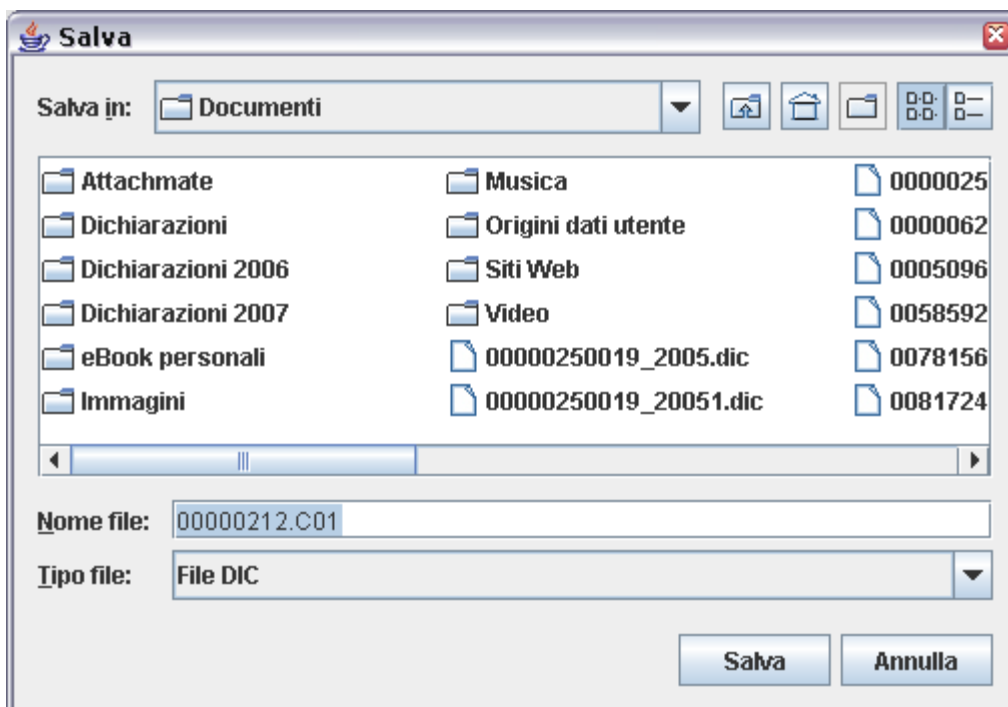 Salva
Salva in: Documenti
Attachmate
Dichiarazioni
Dichiarazioni 2006
Dichiarazioni 2007
eBook personali
Immagini
Musica
Origini dati utente
Siti Web
Video
00000250019_2005.dic
00000250019_20051.dic
0000025
0000062
0005096
0058592
0078156
0081724
Nome file: 00000212.C01
Tipo file: File DIC
Salva Annulla